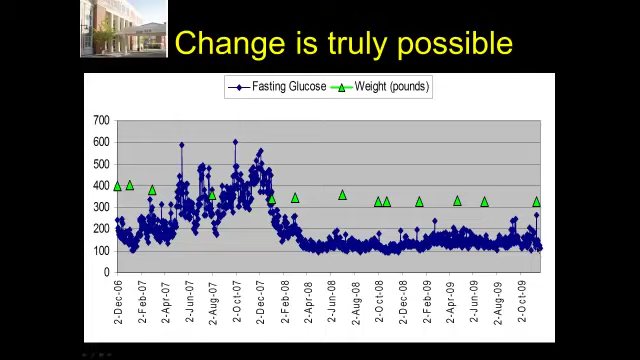 Change is truly possible
Fasting Glucose Weight (pounds)
700
600
500
400
300
200
100
0
2-Dec-06
2-Feb-07
2-Apr-07
2-Jun-07
2-Aug-07
2-Oct-07
2-Dec-07
2-Feb-08
2-Apr-08
2-Jun-08
2-Aug-08
2-Oct-08
2-Dec-08
2-Feb-09
2-Apr-09
2-Jun-09
2-Aug-09
2-Oct-09